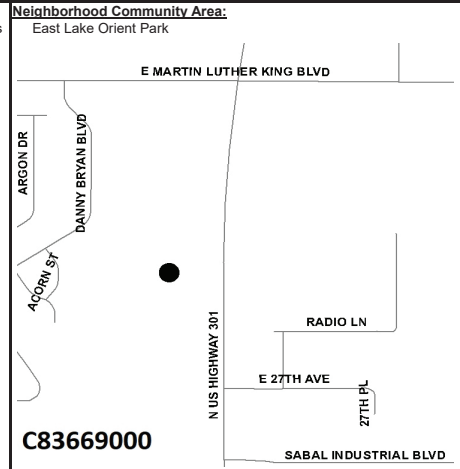 Neighborhood Community Area:
s East Lake Orient Park
E MARTIN LUTHER KING BLVD
ARGON DR
DANNY BRYAN BLVD
ACORN ST
N US HIGHWAY 301
RADIO LN
E 27TH AVE
27TH PL
C83669000
SABAL INDUSTRIAL BLVD